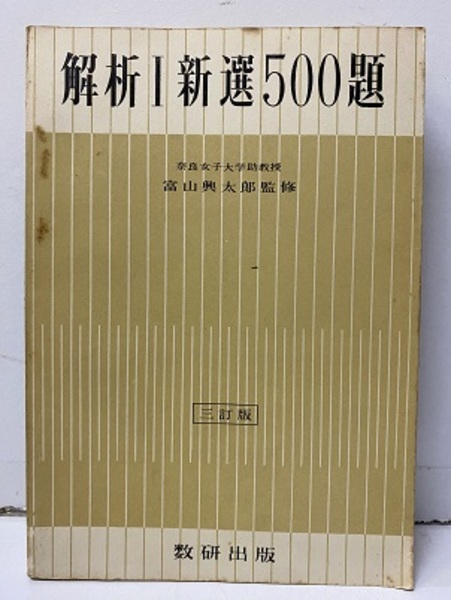 解析I新選500題
奈良女子大学助教授
富山興太郎監修
三訂版
数研出版